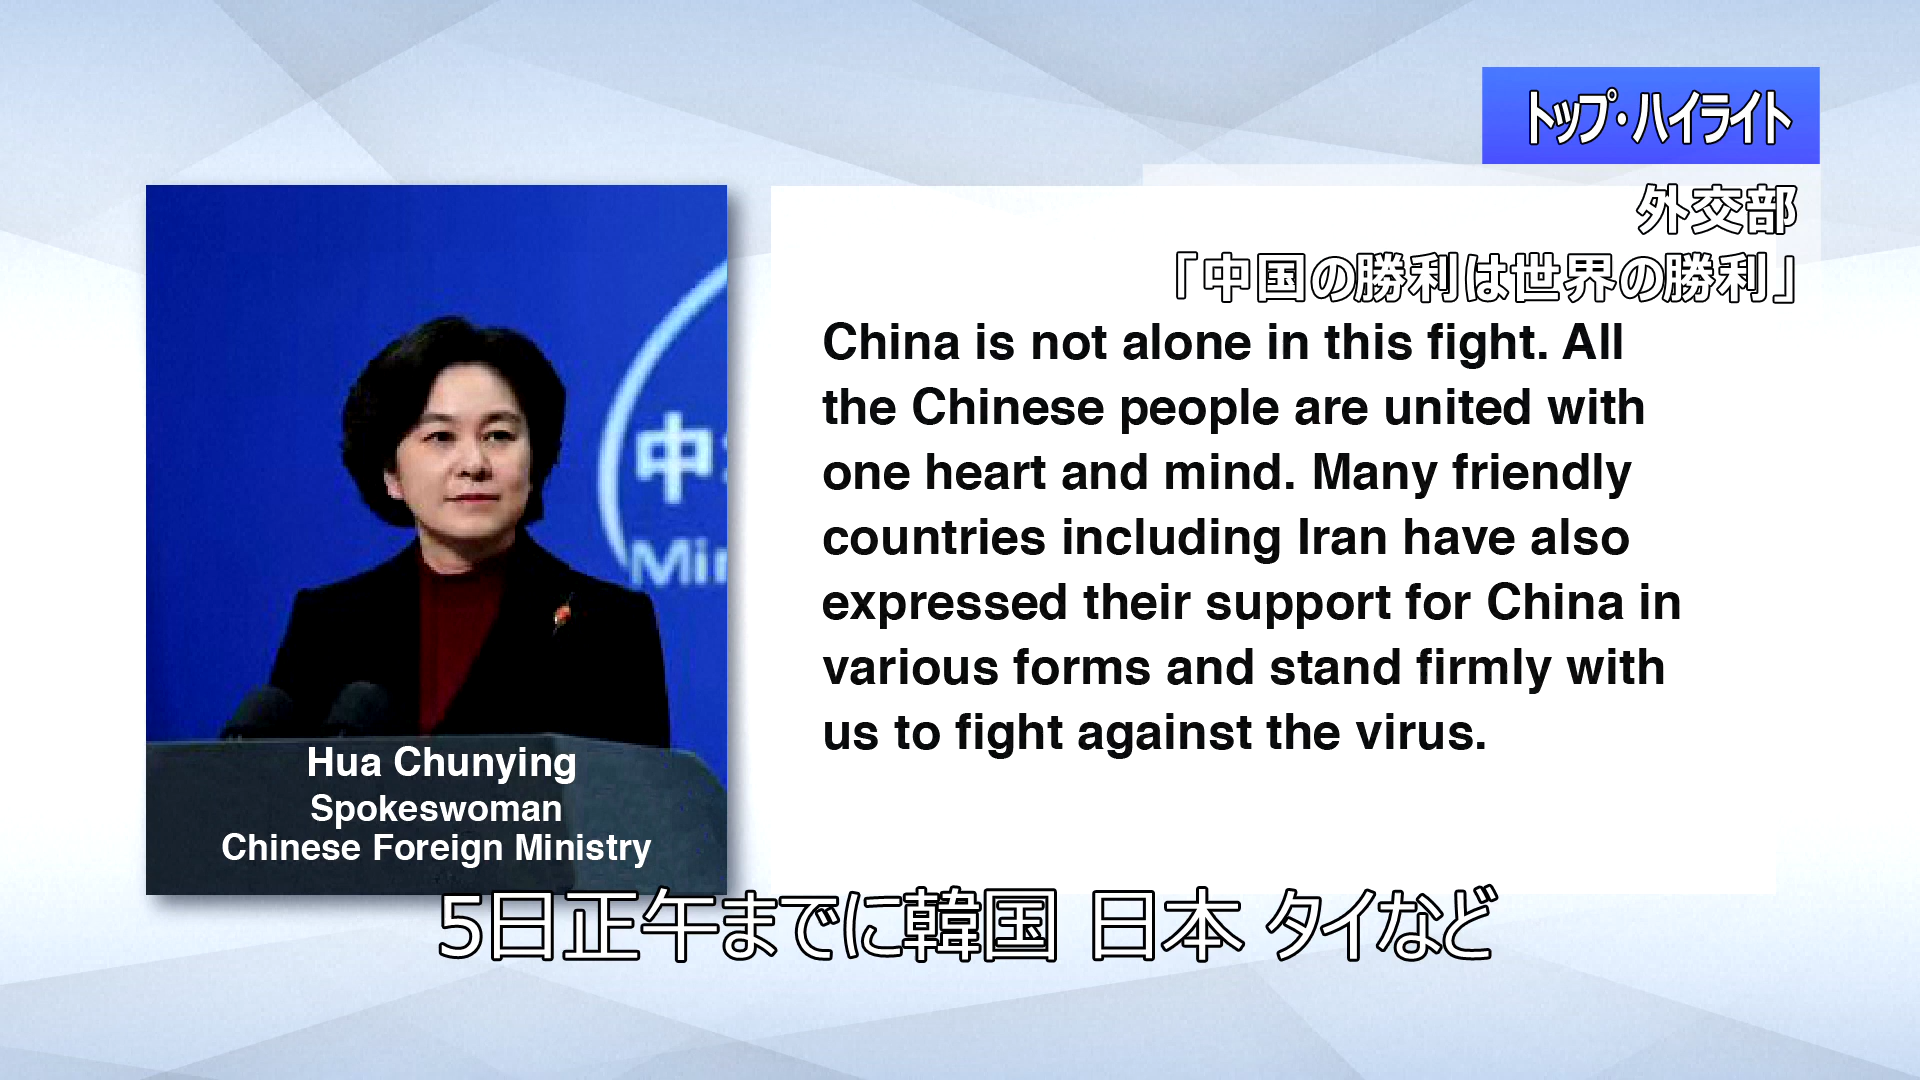 トップ・ハイライト
外交部
「中国の勝利は世界の勝利」
China is not alone in this fight. All
the Chinese people are united with
one heart and mind. Many friendly
countries including Iran have also
expressed their support for China in
various forms and stand firmly with
us to fight against the virus.
中
Min
Hua Chunying
Spokeswoman
Chinese Foreign Ministry
5日正午までに韓国 日本 タイなど